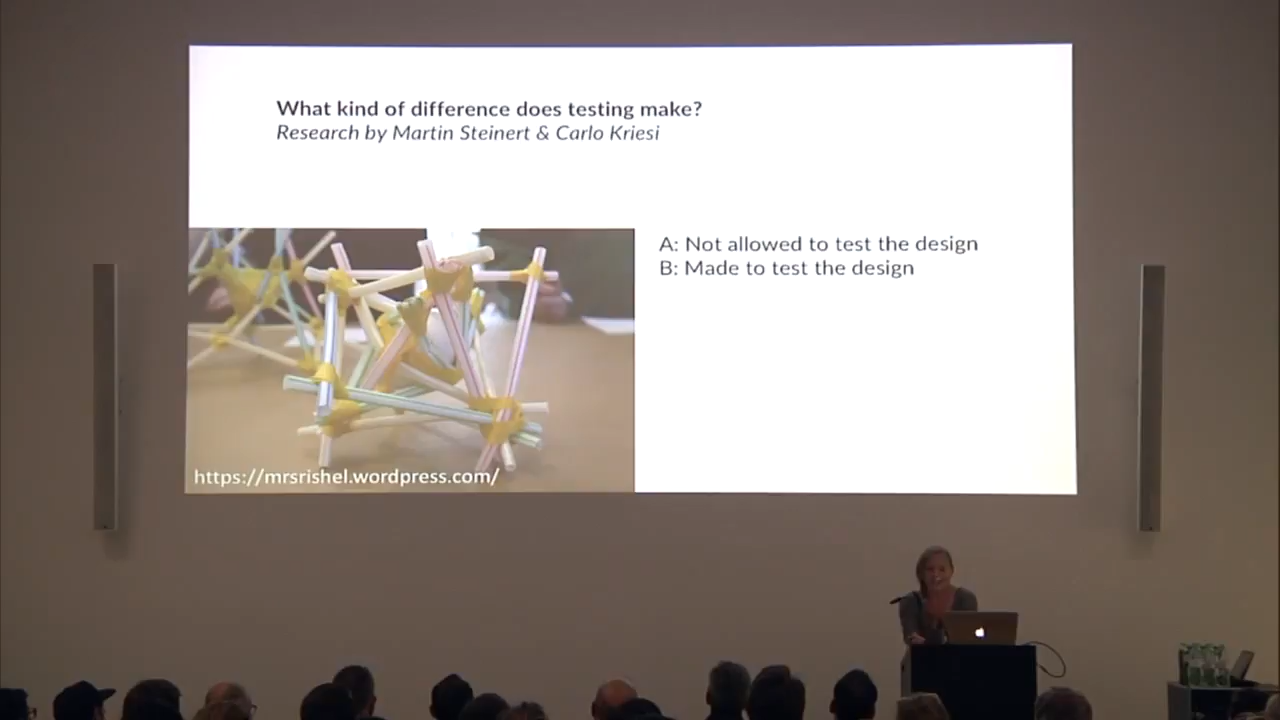 What kind of difference does testing make?
Research by Martin Steinert & Carlo Kriesi
A: Not allowed to test the design
B: Made to test the design
https://mrsrishel.wordpress.com/